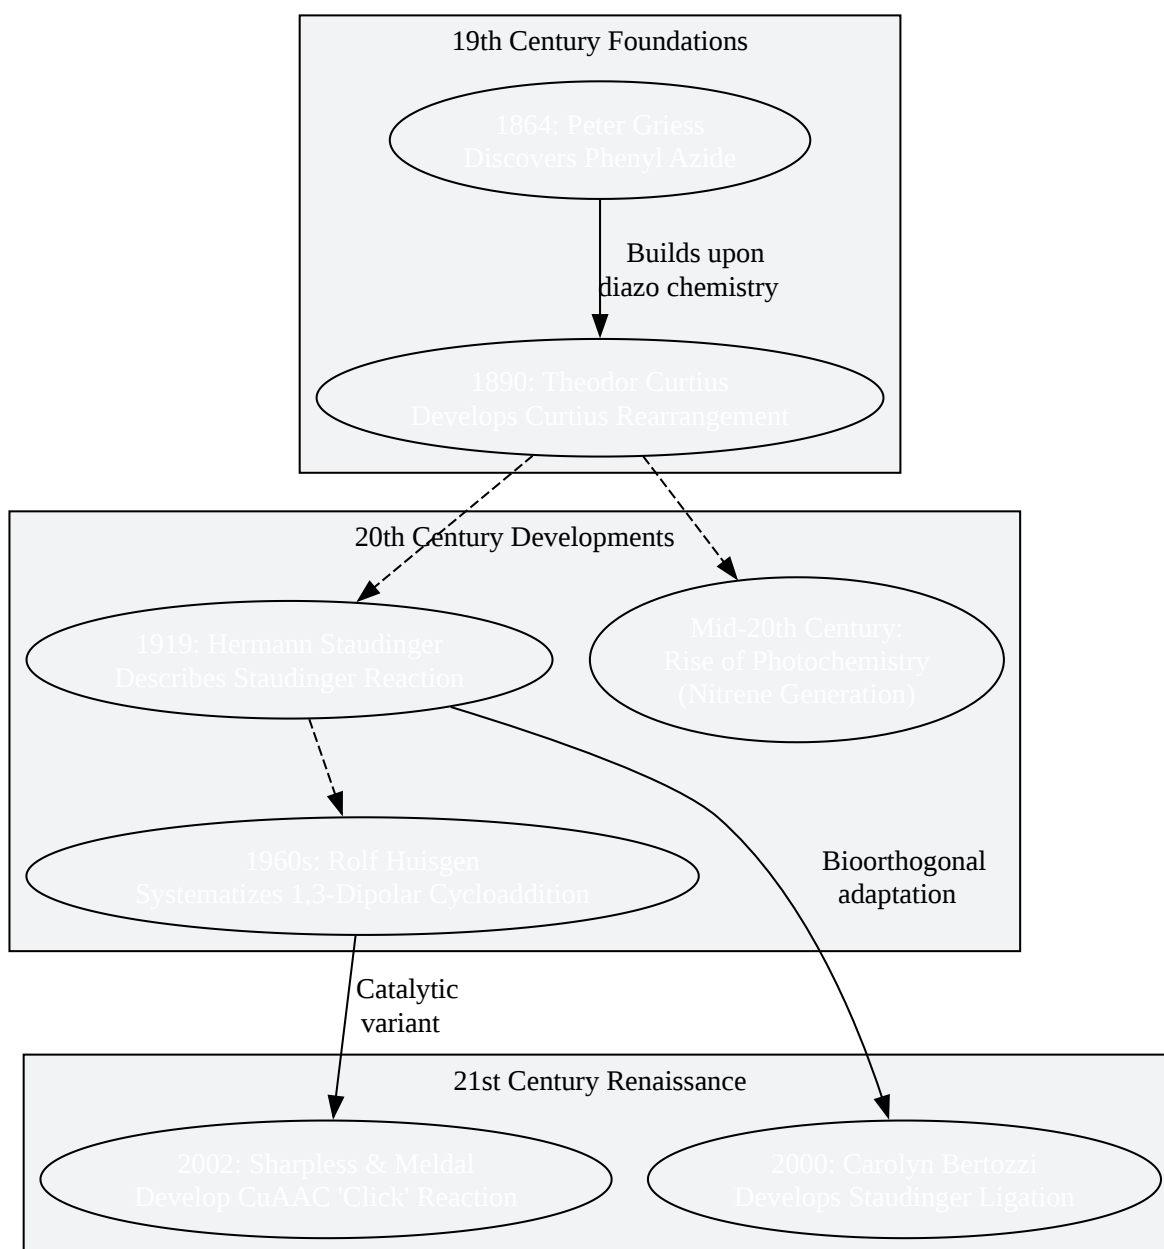 19th Century Foundations
1864: Peter Griess
Discovers Phenyl Azide
Builds upon
diazo chemistry
1890: Theodor Curtius
Develops Curtius Rearrangement
20th Century Developments
1919: Hermann Staudinger
Describes Staudinger Reaction
Mid-20th Century:
Rise of Photochemistry
(Nitrene Generation)
1960s: Rolf Huisgen
Systematizes 1,3-Dipolar Cycloaddition
Bioorthogonal
adaptation
Catalytic
variant
21st Century Renaissance
2002: Sharpless & Meldal
Develop CuAAC 'Click' Reaction
2000: Carolyn Bertozzi
Develops Staudinger Ligation